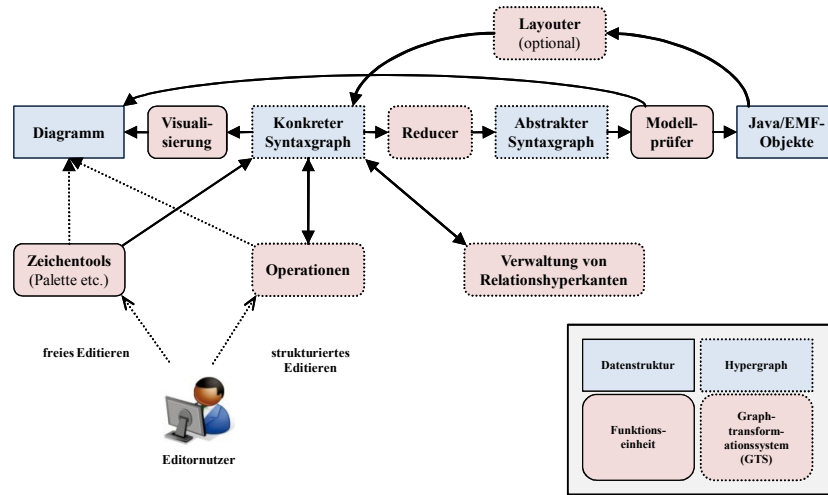 Layouter
(optional)
Diagramm
Visuali-
sierung
Konkreter
Syntaxgraph
Reducer
Abstrakter
Syntaxgraph
Modell-
prüfer
Java/EMF-
Objekte
Zeichentools
(Palette etc.)
Operationen
Verwaltung von
Relationshyperkanten
freies Editieren
strukturiertes
Editieren
Editornutzer
Datenstruktur
Hypergraph
Funktions-
einheit
Graph-
transform-
ationssystem
(GTS)